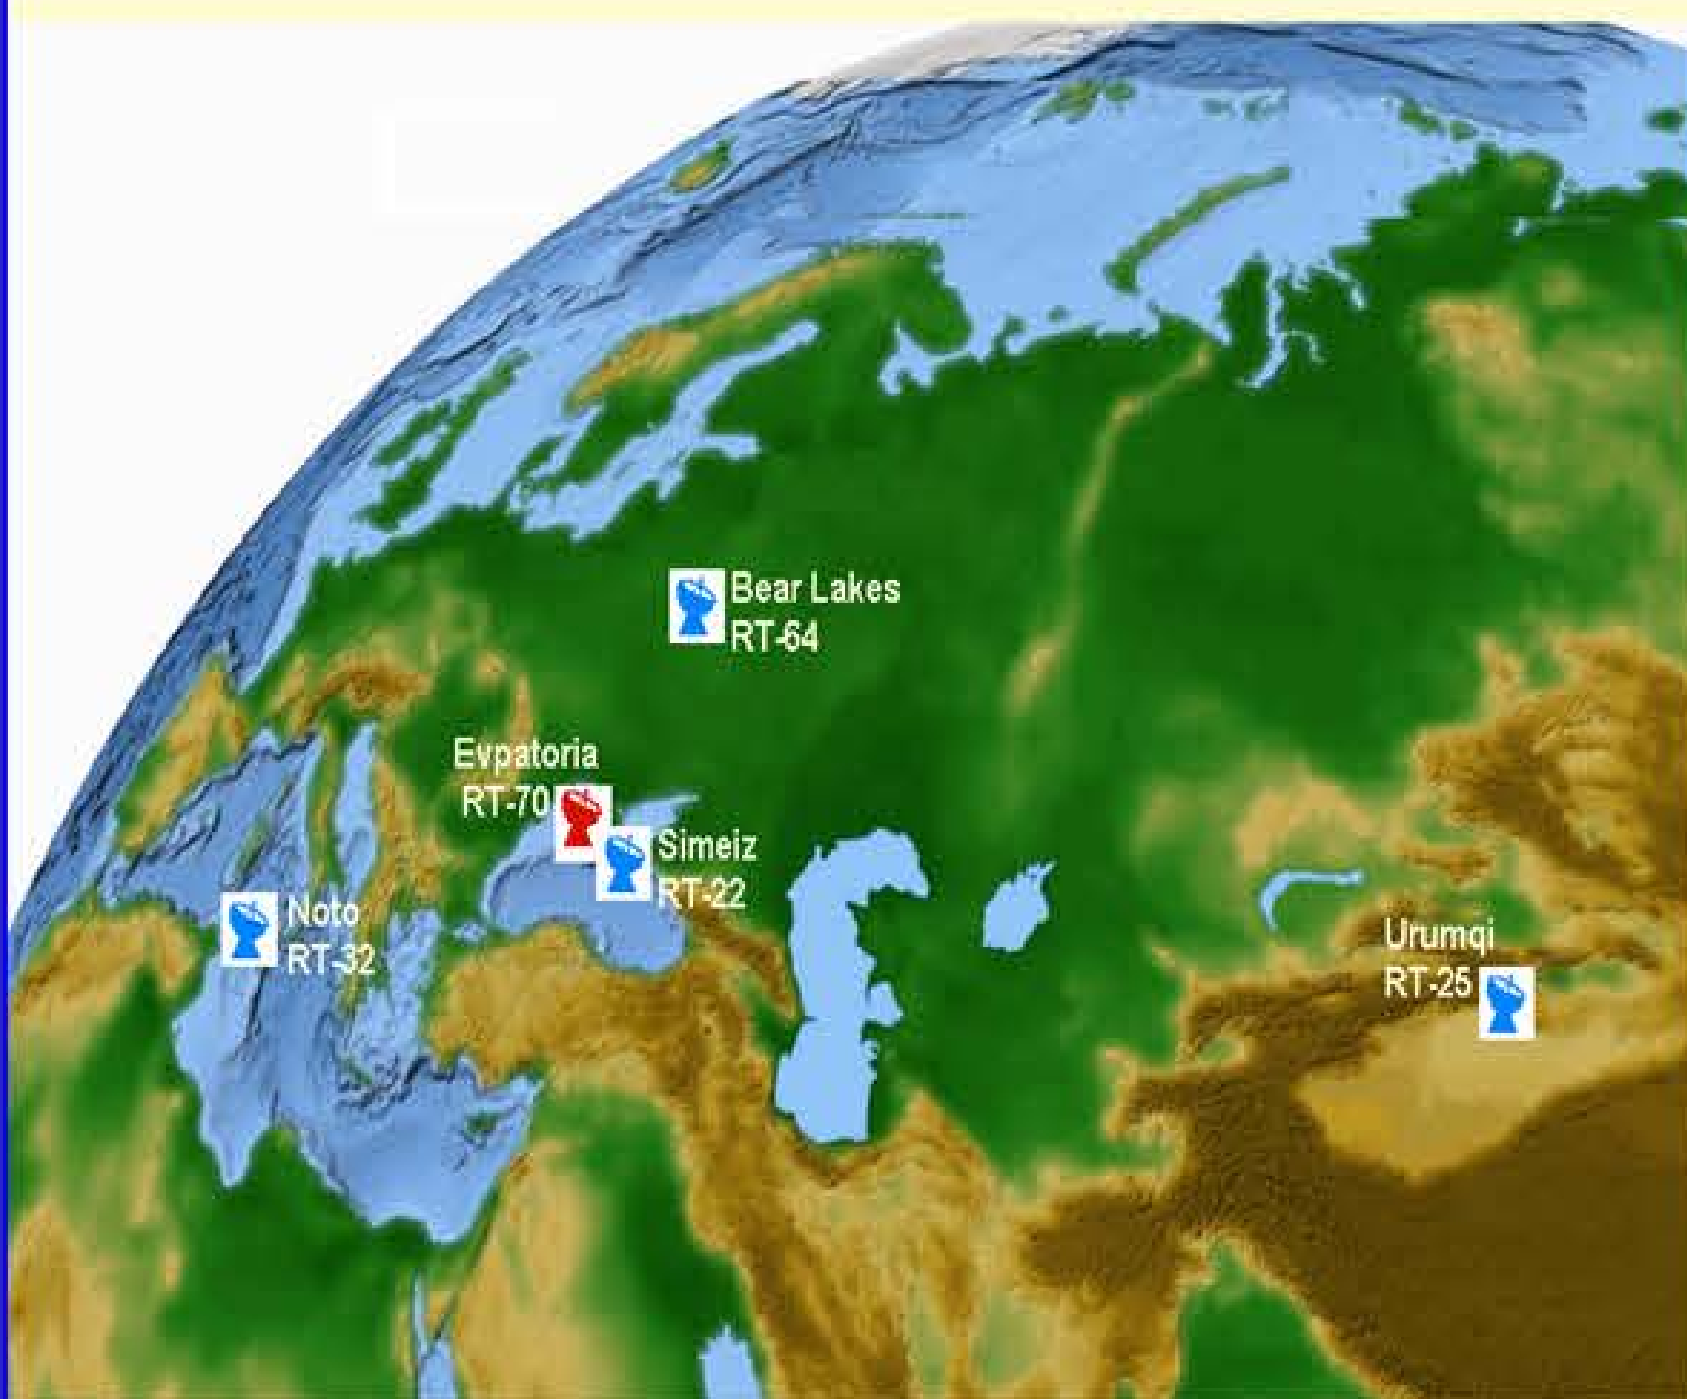 Bear Lakes
RT-64
Evpatoria
RT-70
Simeiz
RT-22
Noto
RT-32
Urumqi
RT-25